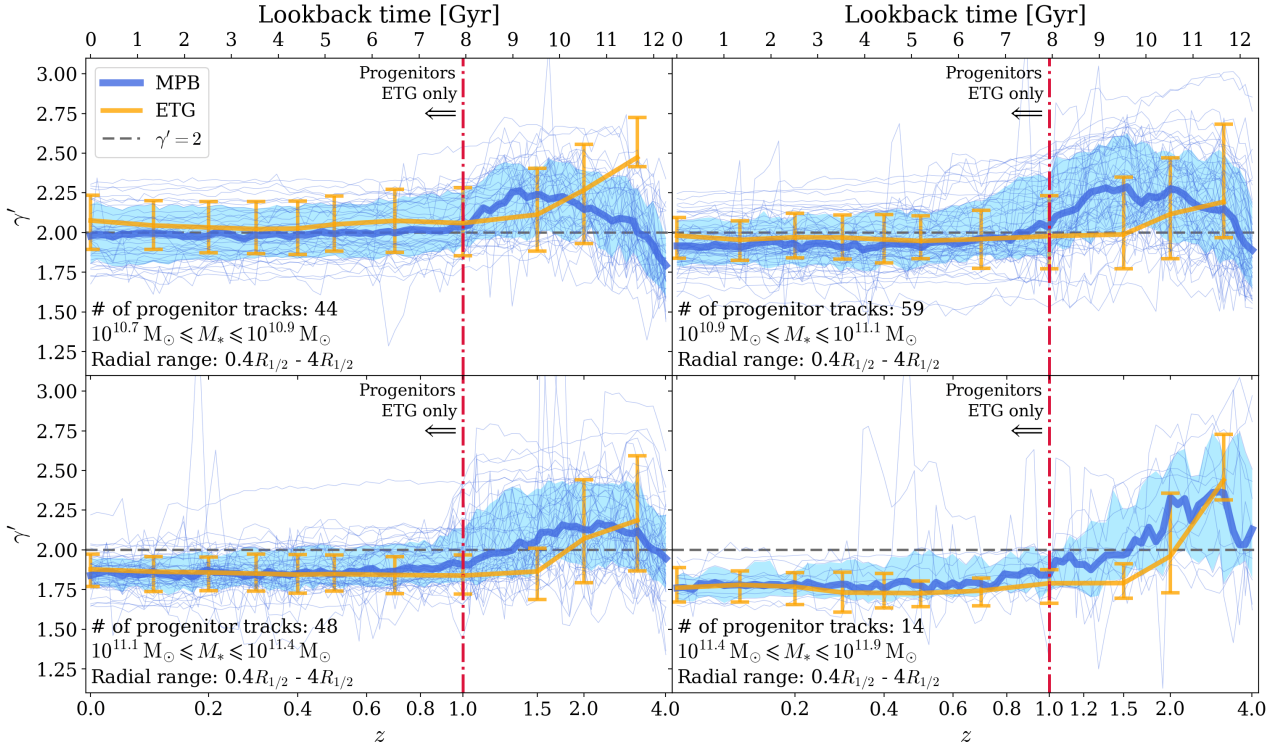 Lookback time [Gyr] Lookback time [Gyr]
0 1 2 3 4 5 6 7 8 9 10 11 12 0 1 2 3 4 5 6 7 8 9 10 11 12
MPB
ETG
γ′ = 2
Progenitors
ETG only
⇐
# of progenitor tracks: 44
10^10.7 M⊙ ⩽ M* ⩽ 10^10.9 M⊙
Radial range: 0.4R1/2 - 4R1/2
3.00
2.75
2.50
2.25
2.00
1.75
1.50
1.25
γ′
Progenitors
ETG only
⇐
# of progenitor tracks: 59
10^10.9 M⊙ ⩽ M* ⩽ 10^11.1 M⊙
Radial range: 0.4R1/2 - 4R1/2
3.00
2.75
2.50
2.25
2.00
1.75
1.50
1.25
γ′
Progenitors
ETG only
⇐
# of progenitor tracks: 48
10^11.1 M⊙ ⩽ M* ⩽ 10^11.4 M⊙
Radial range: 0.4R1/2 - 4R1/2
Progenitors
ETG only
⇐
# of progenitor tracks: 14
10^11.4 M⊙ ⩽ M* ⩽ 10^11.9 M⊙
Radial range: 0.4R1/2 - 4R1/2
0.0 0.2 0.4 0.6 0.8 1.0 1.5 2.0 4.0 0.2 0.4 0.6 0.8 1.0 1.2 1.5 2.0 4.0
z z